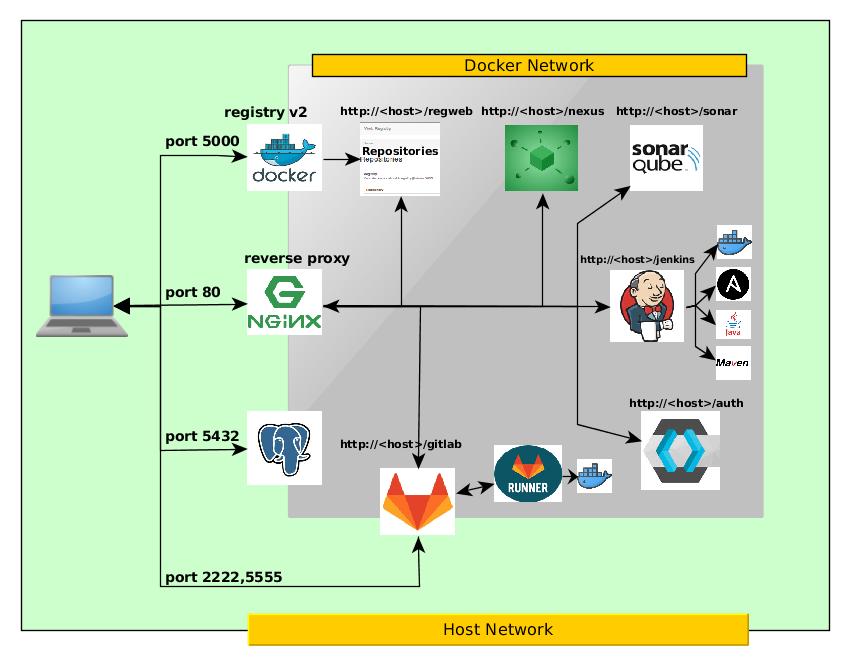 Docker Network
registry v2
http://<host>/regweb
http://<host>/nexus
http://<host>/sonar
port 5000
docker
Repositories
Repositories
sonar
qube
reverse proxy
http://<host>/jenkins
port 80
NGiNX
Java
Maven
port 5432
http://<host>/auth
http://<host>/gitlab
RUNNER
port 2222,5555
Host Network